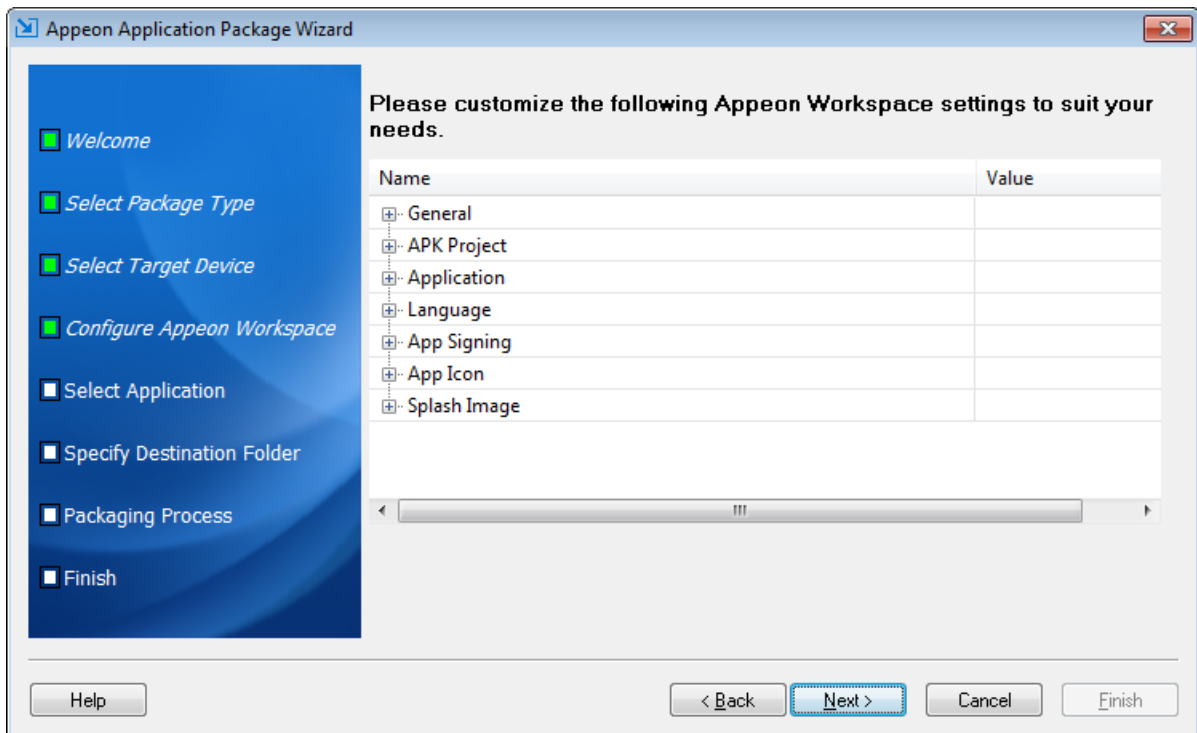 Appeon Application Package Wizard
Welcome
Select Package Type
Select Target Device
Configure Appeon Workspace
Select Application
Specify Destination Folder
Packaging Process
Finish
Please customize the following Appeon Workspace settings to suit your
needs.
Name Value
General
APK Project
Application
Language
App Signing
App Icon
Splash Image
Help < Back Next > Cancel Finish